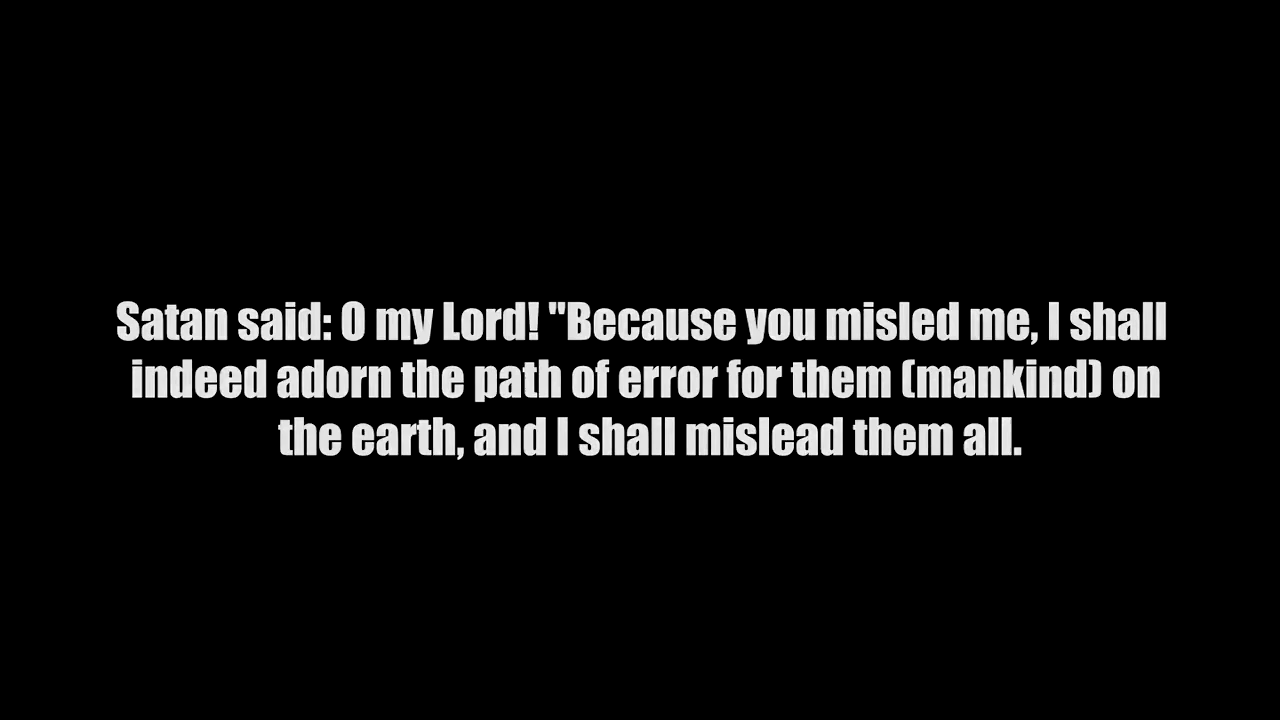 Satan said: O my Lord! "Because you misled me, I shall
indeed adorn the path of error for them (mankind) on
the earth, and I shall mislead them all.